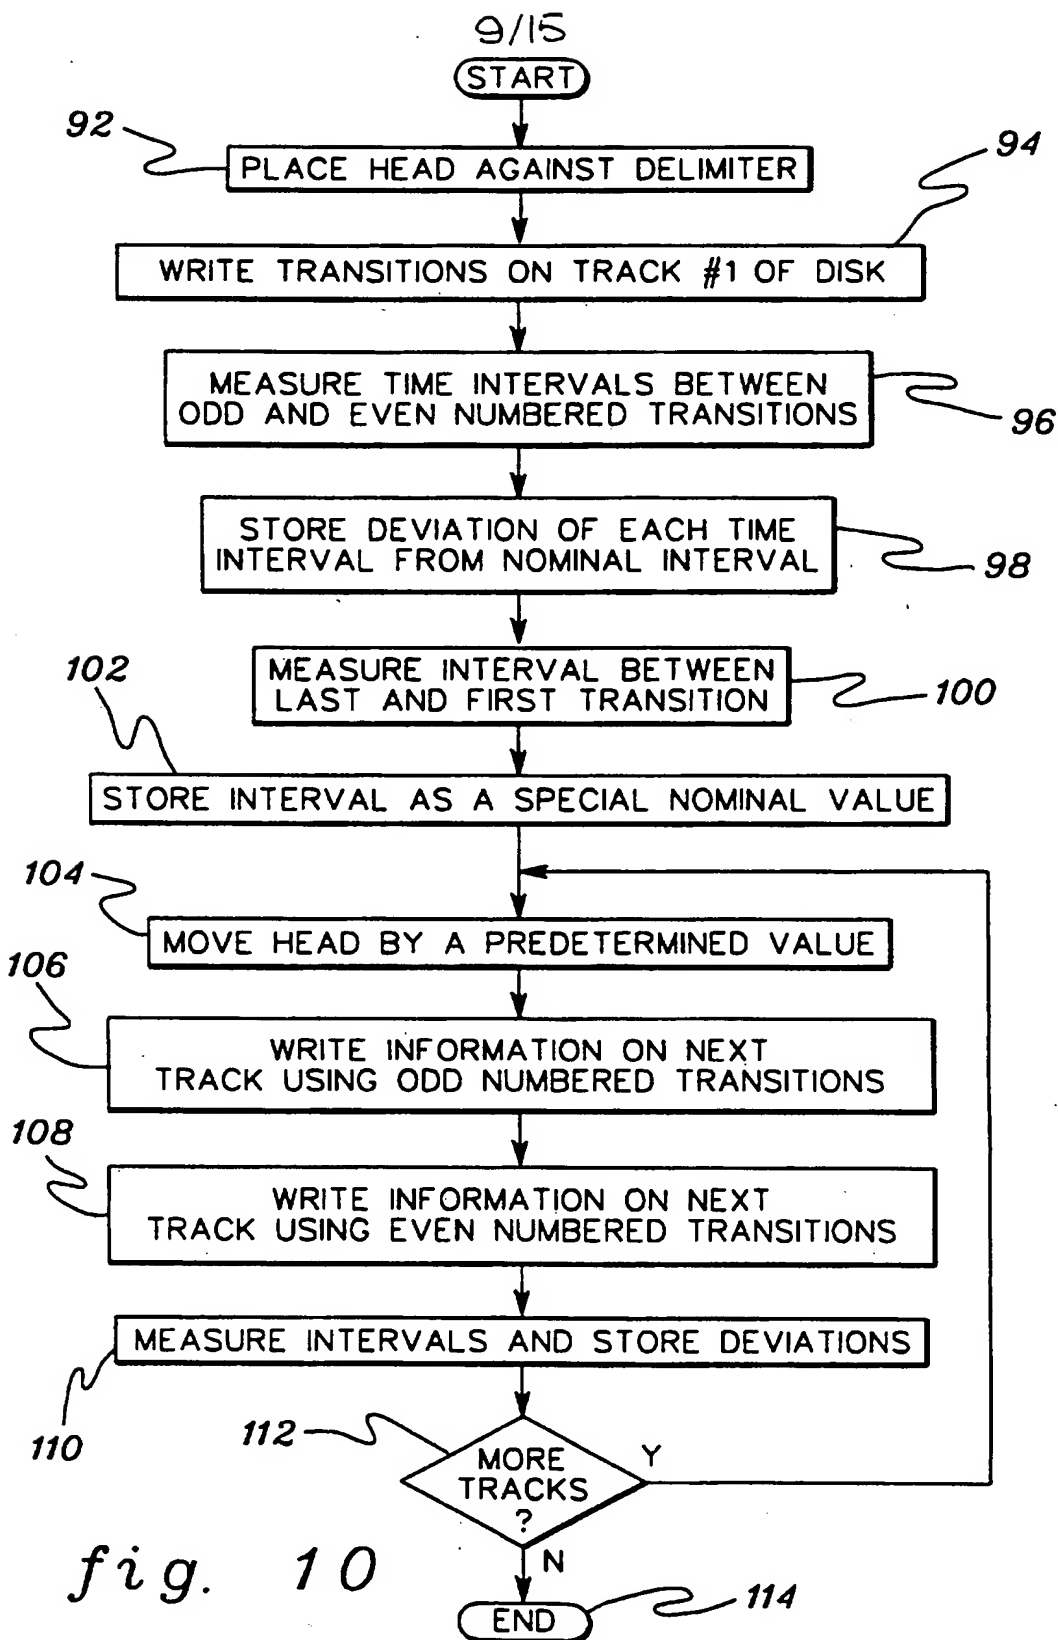 9/15
START
92
PLACE HEAD AGAINST DELIMITER
94
WRITE TRANSITIONS ON TRACK #1 OF DISK
MEASURE TIME INTERVALS BETWEEN
ODD AND EVEN NUMBERED TRANSITIONS
96
STORE DEVIATION OF EACH TIME
INTERVAL FROM NOMINAL INTERVAL
98
MEASURE INTERVAL BETWEEN
LAST AND FIRST TRANSITION
100
102
STORE INTERVAL AS A SPECIAL NOMINAL VALUE
104
MOVE HEAD BY A PREDETERMINED VALUE
106
WRITE INFORMATION ON NEXT
TRACK USING ODD NUMBERED TRANSITIONS
108
WRITE INFORMATION ON NEXT
TRACK USING EVEN NUMBERED TRANSITIONS
MEASURE INTERVALS AND STORE DEVIATIONS
110
112
MORE
TRACKS
?
Y
N
fig. 10
END
114